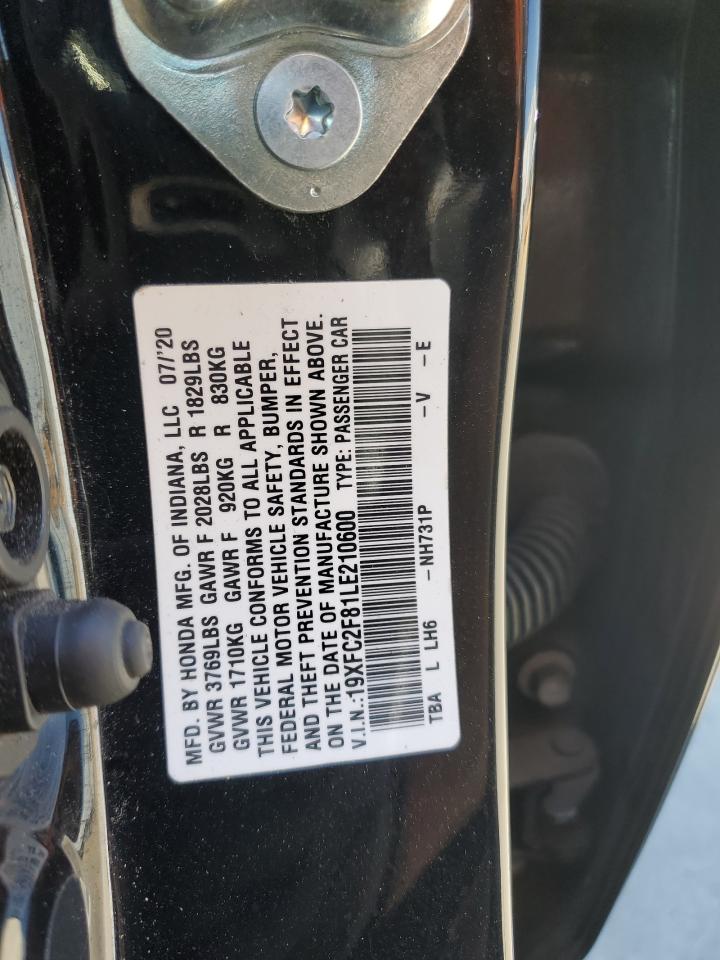 MFD. BY HONDA MFG. OF INDIANA, LLC 07/'20
GVWR 3769LBS GAWR F 2028LBS R 1829LBS
GVWR 1710KG GAWR F 920KG R 830KG
THIS VEHICLE CONFORMS TO ALL APPLICABLE
FEDERAL MOTOR VEHICLE SAFETY, BUMPER,
AND THEFT PREVENTION STANDARDS IN EFFECT
ON THE DATE OF MANUFACTURE SHOWN ABOVE.
V.I.N.:19XFC2F81LE210600 TYPE: PASSENGER CAR
TBA L LH6 -NH731P -V -E